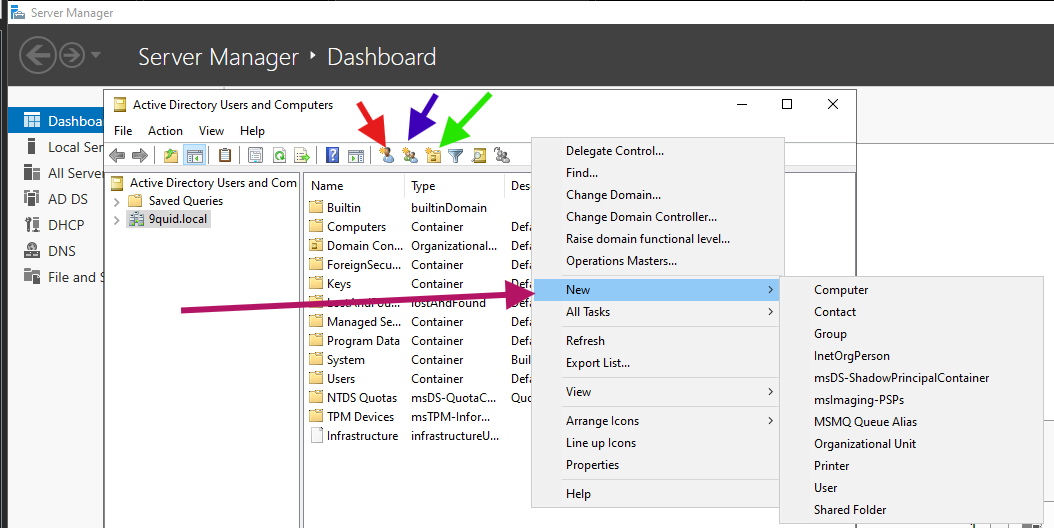 Server Manager
Server Manager ‣ Dashboard
Active Directory Users and Computers
File Action View Help
Dashboa
Local Ser
All Server
AD DS
DHCP
DNS
File and S
Active Directory Users and Com
Saved Queries
9quid.local
Name Type Des
Builtin builtinDomain
Computers Container Defa
Domain Con... Organizational... Defa
ForeignSecu... Container Defa
Keys Container Defa
LostAndFou... lostAndFound Defa
Managed Se... Container Defa
Program Data Container Defa
System Container Buil
Users Container Defa
NTDS Quotas msDS-QuotaC... Quo
TPM Devices msTPM-Infor...
Infrastructure infrastructureU...
Delegate Control...
Find...
Change Domain...
Change Domain Controller...
Raise domain functional level...
Operations Masters...
New
All Tasks
Refresh
Export List...
View
Arrange Icons
Line up Icons
Properties
Help
Computer
Contact
Group
InetOrgPerson
msDS-ShadowPrincipalContainer
msImaging-PSPs
MSMQ Queue Alias
Organizational Unit
Printer
User
Shared Folder